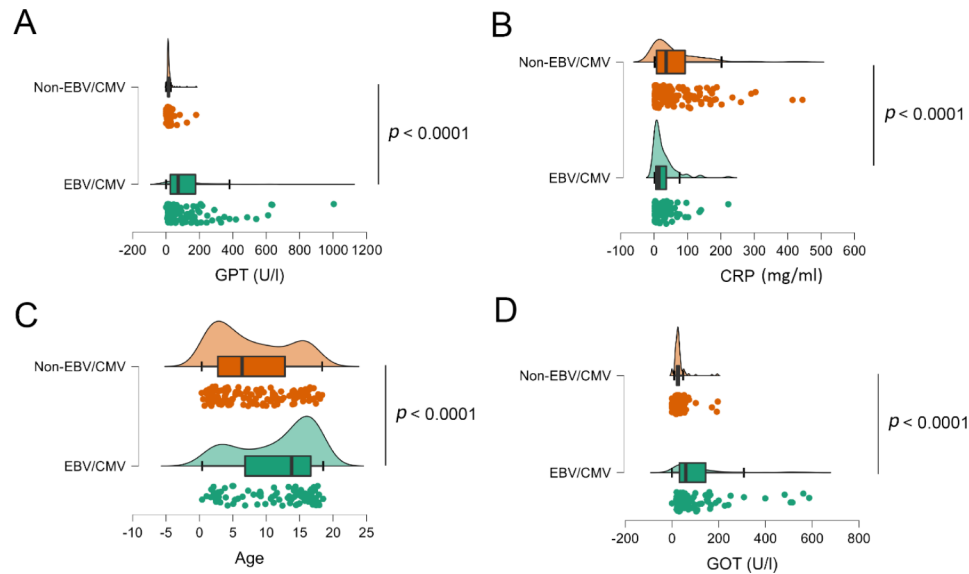 A
Non-EBV/CMV
EBV/CMV
p < 0.0001
-200 0 200 400 600 800 1000 1200
GPT (U/l)
B
Non-EBV/CMV
EBV/CMV
p < 0.0001
-100 0 100 200 300 400 500 600
CRP (mg/ml)
C
Non-EBV/CMV
EBV/CMV
p < 0.0001
-10 -5 0 5 10 15 20 25
Age
D
Non-EBV/CMV
EBV/CMV
p < 0.0001
-200 0 200 400 600 800
GOT (U/l)